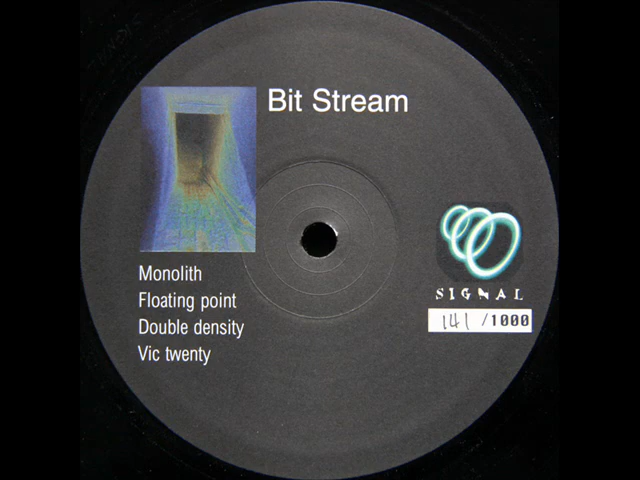 Bit Stream
Monolith
Floating point
Double density
Vic twenty
SIGNAL
141 /1000